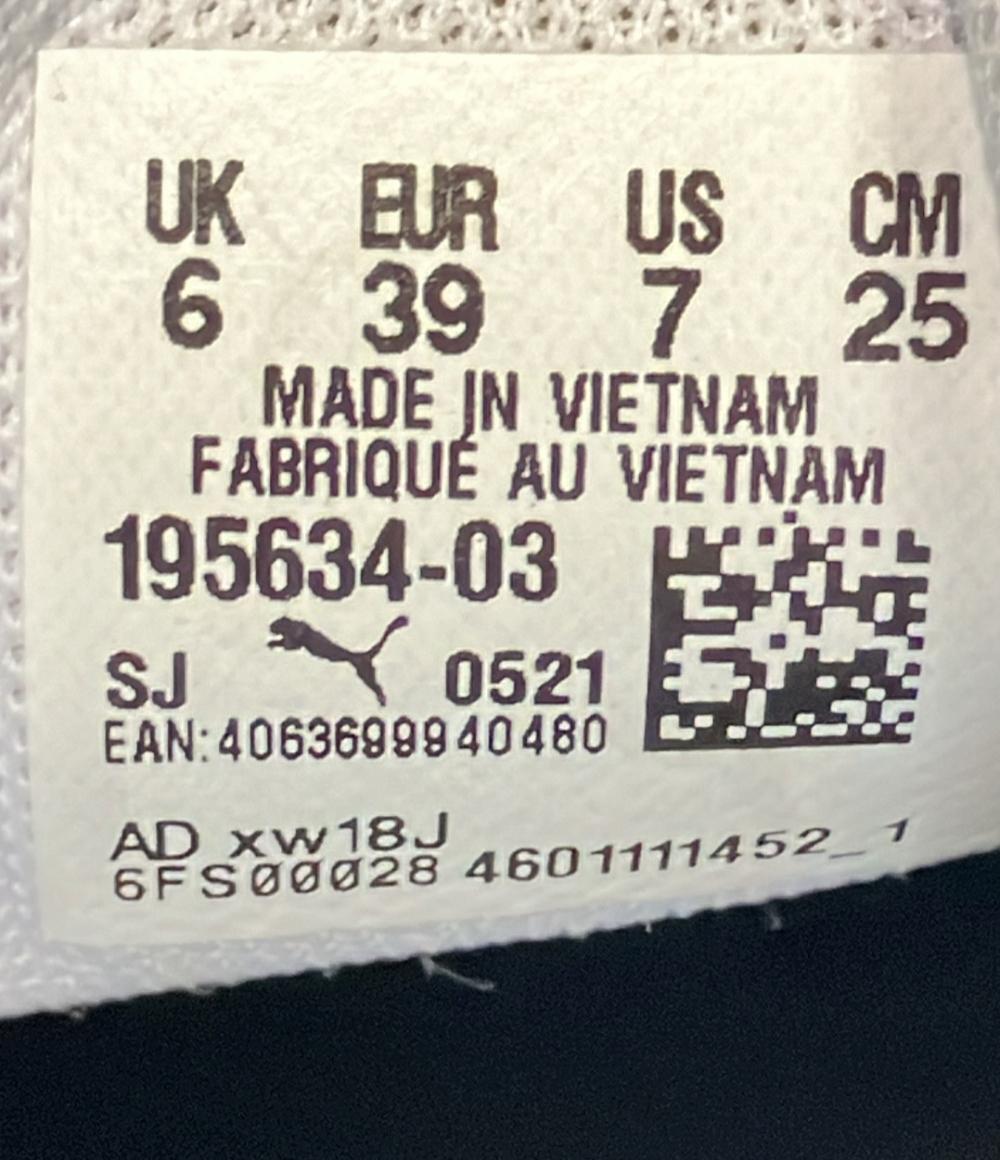 UK EUR US CM
6 39 7 25
MADE IN VIETNAM
FABRIQUÉ AU VIETNAM
195634-03
SJ 0521
EAN:4063699940480
AD xw18J
6FS00028 4601111452_1